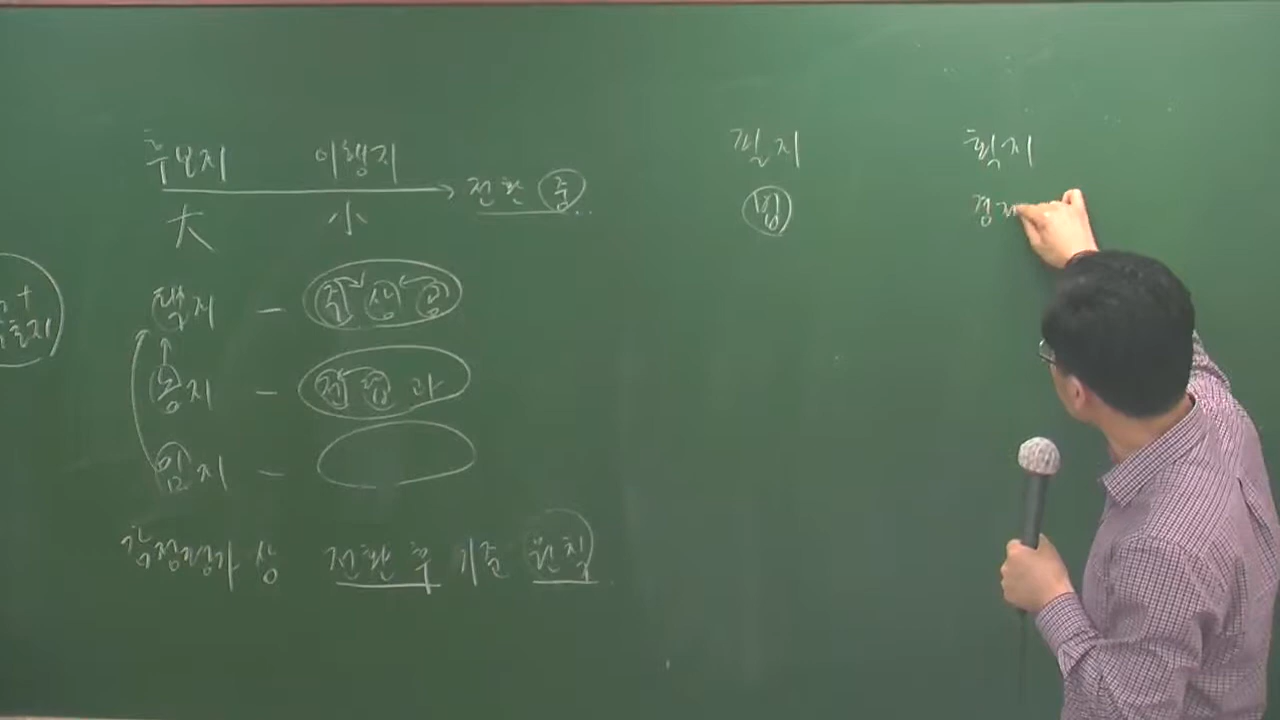 후보지 이행지 전환 중..
大 小
택지 - 주 상 공
농지 - 전 답 과
임지 -
감정평가 상 전환 후 기준 원칙
필지 획지
법 경제
+